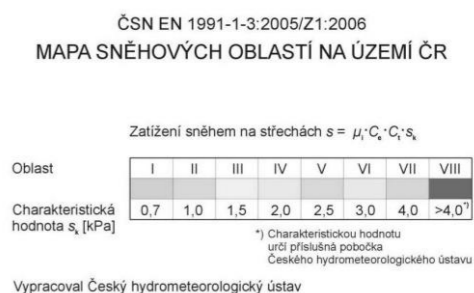 ČSN EN 1991-1-3:2005/Z1:2006
MAPA SNĚHOVÝCH OBLASTÍ NA ÚZEMÍ ČR
Zatížení sněhem na střechách s = μᵢ·Cₑ·Cₜ·sₖ
Oblast I II III IV V VI VII VIII
Charakteristická hodnota sₖ [kPa] 0,7 1,0 1,5 2,0 2,5 3,0 4,0 >4,0*)
*) Charakteristickou hodnotu
určí příslušná pobočka
Českého hydrometeorologického ústavu
Vypracoval Český hydrometeorologický ústav